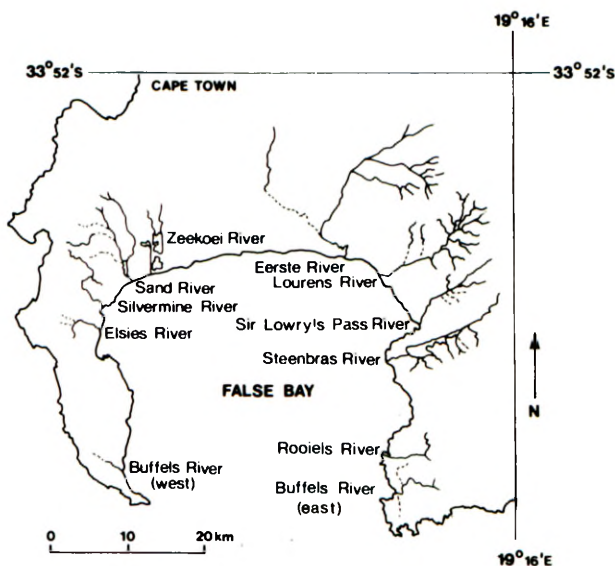 19° 16'E
33° 52'S
33° 52'S
CAPE TOWN
Zeekoei River
Eerste River
Lourens River
Sand River
Silvermine River
Sir Lowry's Pass River
Elsies River
Steenbras River
FALSE BAY
N
Rooiels River
Buffels River
(west)
Buffels River
(east)
0 10 20 km
19° 16'E